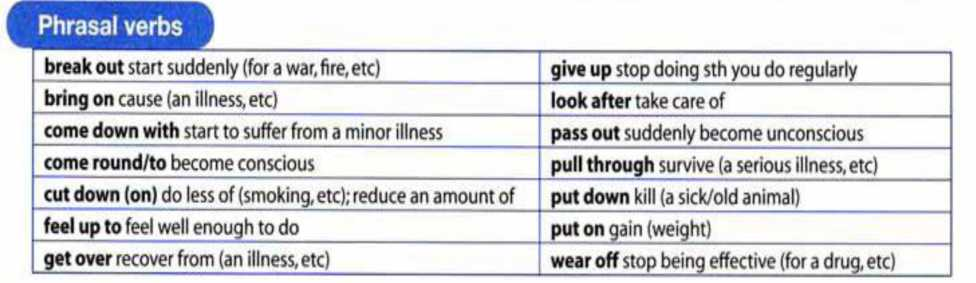 Phrasal verbs
break out start suddenly (for a war, fire, etc)
bring on cause (an illness, etc)
come down with start to suffer from a minor illness
come round/to become conscious
cut down (on) do less of (smoking, etc); reduce an amount of
feel up to feel well enough to do
get over recover from (an illness, etc)
give up stop doing sth you do regularly
look after take care of
pass out suddenly become unconscious
pull through survive (a serious illness, etc)
put down kill (a sick/old animal)
put on gain (weight)
wear off stop being effective (for a drug, etc)